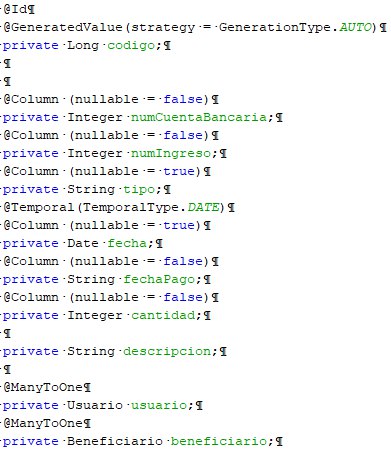 @Id¶
@GeneratedValue(strategy·=·GenerationType.AUTO)¶
private·Long·codigo;¶
¶
¶
@Column·(nullable·=·false)¶
private·Integer·numCuentaBancaria;¶
@Column·(nullable·=·false)¶
private·Integer·numIngreso;¶
@Column·(nullable·=·true)¶
private·String·tipo;¶
@Temporal(TemporalType.DATE)¶
@Column·(nullable·=·true)¶
private·Date·fecha;¶
@Column·(nullable·=·false)¶
private·String·fechaPago;¶
@Column·(nullable·=·false)¶
private·Integer·cantidad;¶
¶
private·String·descripcion;¶
¶
@ManyToOne¶
private·Usuario·usuario;¶
@ManyToOne¶
private·Beneficiario·beneficiario;¶